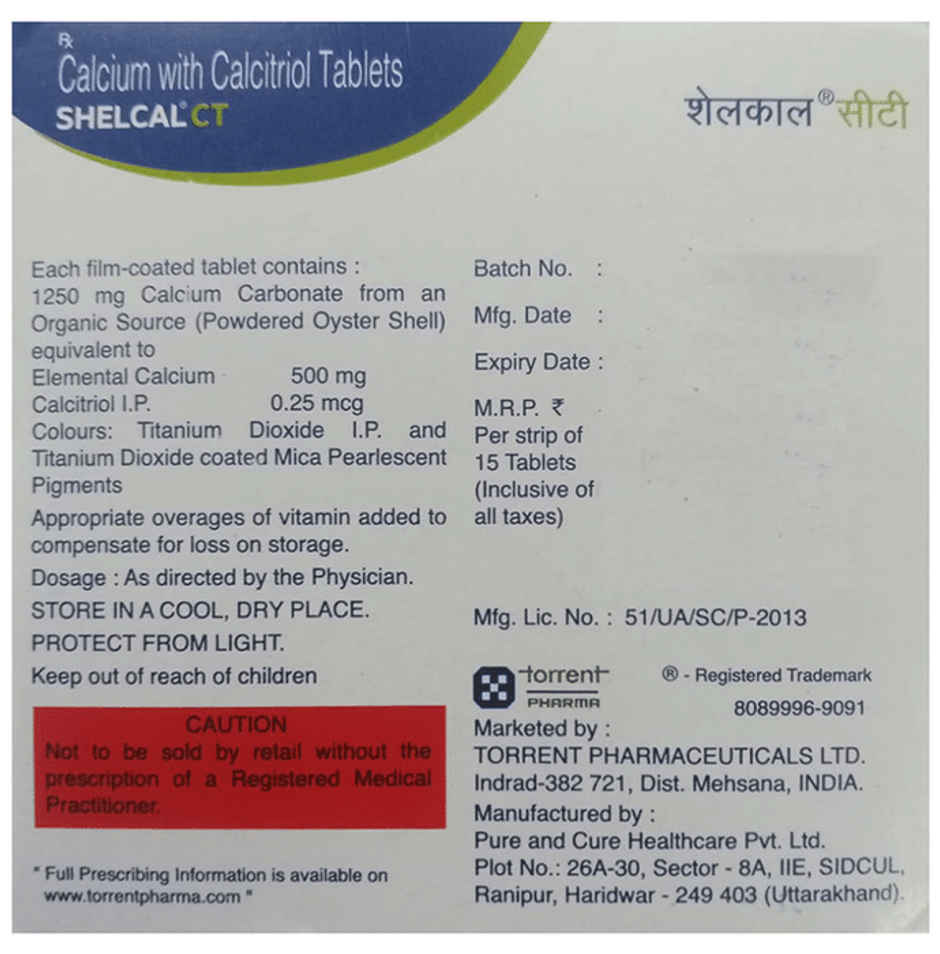 Rx
Calcium with Calcitriol Tablets
SHELCAL® CT
शेलकाल® सीटी
Each film-coated tablet contains :
1250 mg Calcium Carbonate from an
Organic Source (Powdered Oyster Shell)
equivalent to
Elemental Calcium 500 mg
Calcitriol I.P. 0.25 mcg
Colours: Titanium Dioxide I.P. and
Titanium Dioxide coated Mica Pearlescent
Pigments
Appropriate overages of vitamin added to
compensate for loss on storage.
Dosage : As directed by the Physician.
STORE IN A COOL, DRY PLACE.
PROTECT FROM LIGHT.
Keep out of reach of children
CAUTION
Not to be sold by retail without the
prescription of a Registered Medical
Practitioner.
" Full Prescribing Information is available on
www.torrentpharma.com "
Batch No. :
Mfg. Date :
Expiry Date :
M.R.P. ₹
Per strip of
15 Tablets
(Inclusive of
all taxes)
Mfg. Lic. No. : 51/UA/SC/P-2013
torrent
PHARMA
® - Registered Trademark
8089996-9091
Marketed by :
TORRENT PHARMACEUTICALS LTD.
Indrad-382 721, Dist. Mehsana, INDIA.
Manufactured by :
Pure and Cure Healthcare Pvt. Ltd.
Plot No.: 26A-30, Sector - 8A, IIE, SIDCUL,
Ranipur, Haridwar - 249 403 (Uttarakhand).